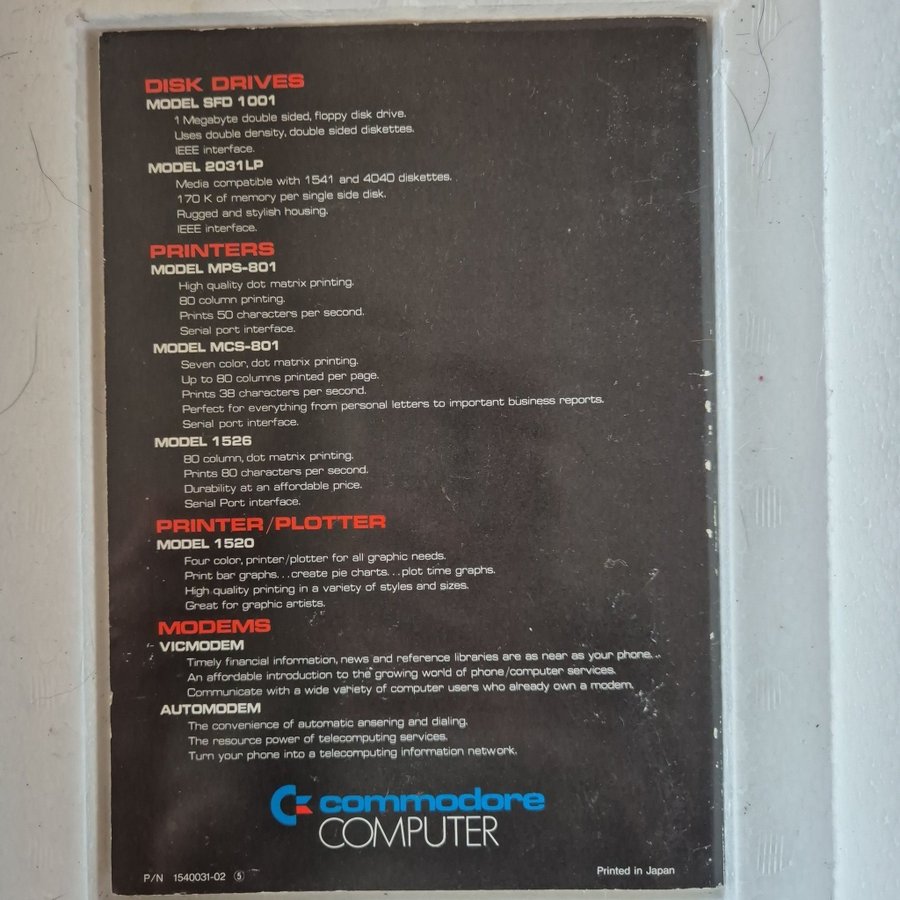 DISK DRIVES
MODEL SFD 1001
1 Megabyte double sided, floppy disk drive.
Uses double density, double sided diskettes.
IEEE interface.
MODEL 2031LP
Media compatible with 1541 and 4040 diskettes.
170 K of memory per single side disk.
Rugged and stylish housing.
IEEE interface.
PRINTERS
MODEL MPS-801
High quality dot matrix printing.
80 column printing.
Prints 50 characters per second.
Serial port interface.
MODEL MCS-801
Seven color, dot matrix printing.
Up to 80 columns printed per page.
Prints 38 characters per second.
Perfect for everything from personal letters to important business reports.
Serial port interface.
MODEL 1526
80 column, dot matrix printing.
Prints 80 characters per second.
Durability at an affordable price.
Serial Port interface.
PRINTER/PLOTTER
MODEL 1520
Four color, printer/plotter for all graphic needs.
Print bar graphs...create pie charts...plot time graphs.
High quality printing in a variety of styles and sizes.
Great for graphic artists.
MODEMS
VICMODEM
Timely financial information, news and reference libraries are as near as your phone...
An affordable introduction to the growing world of phone/computer services.
Communicate with a wide variety of computer users who already own a modem.
AUTOMODEM
The convenience of automatic ansering and dialing.
The resource power of telecomputing services.
Turn your phone into a telecomputing information network.
commodore
COMPUTER
P/N 1540031-02 ⑤
Printed in Japan